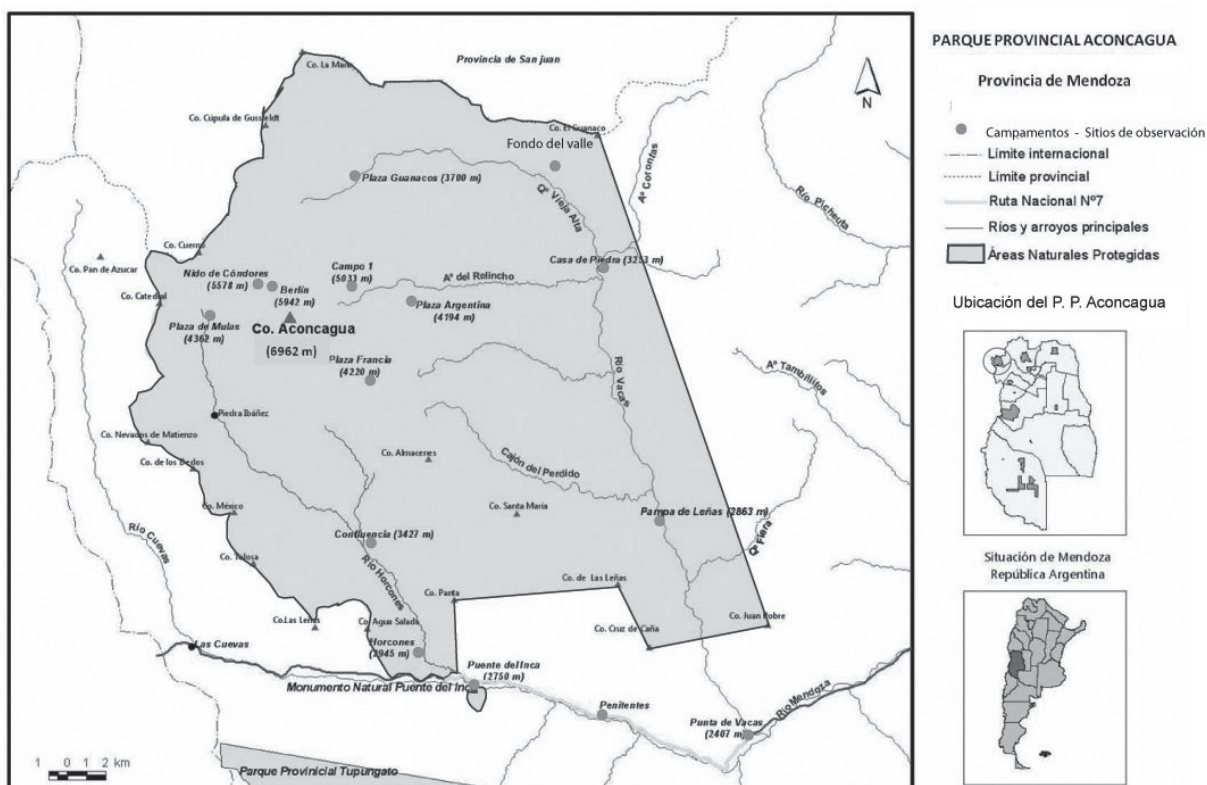 Co. La Mano
Provincia de San juan
N
Co. Cúpula de Gussfeldt
Co. El Guanaco
Fondo del valle
Plaza Guanacos (3700 m)
Qº Vieja Alta
Aº Coronfas
Río Picheuta
Co. Cuerno
Co. Pan de Azucar
Casa de Piedra (3253 m)
Nido de Cóndores
(5578 m)
Berlín
(5942 m)
Campo 1
(5033 m)
Aº del Relincho
Co. Catedral
Plaza Argentina
(4194 m)
Plaza de Mulas
(4362 m)
Co. Aconcagua
(6962 m)
Plaza Francia
(4220 m)
Río Vacas
Aº Tambillos
Piedra Ibáñez
Co. Nevados de Matienzo
Co. de los Dedos
Co. Almacenes
Cajón del Perdido
Co. México
Co. Santa Maria
Pampa de Leñas (2863 m)
Qº Fiera
Río Cuevas
Confluencia (3427 m)
Co. Tolosa
Río Horcones
Co. de Las Leñas
Co. Panta
Co.Las Leñas
Co. Agua Salada
Co. Cruz de Caña
Co. Juan Pobre
Las Cuevas
Horcones
(2945 m)
Puente del Inca
(2750 m)
Monumento Natural Puente del Inca
Penitentes
Punta de Vacas
(2407 m)
Río Mendoza
1 0 1 2 km
Parque Provinicial Tupungato
PARQUE PROVINCIAL ACONCAGUA
Provincia de Mendoza
Campamentos - Sitios de observación
Límite internacional
Límite provincial
Ruta Nacional Nº7
Ríos y arroyos principales
Áreas Naturales Protegidas
Ubicación del P. P. Aconcagua
Situación de Mendoza
República Argentina